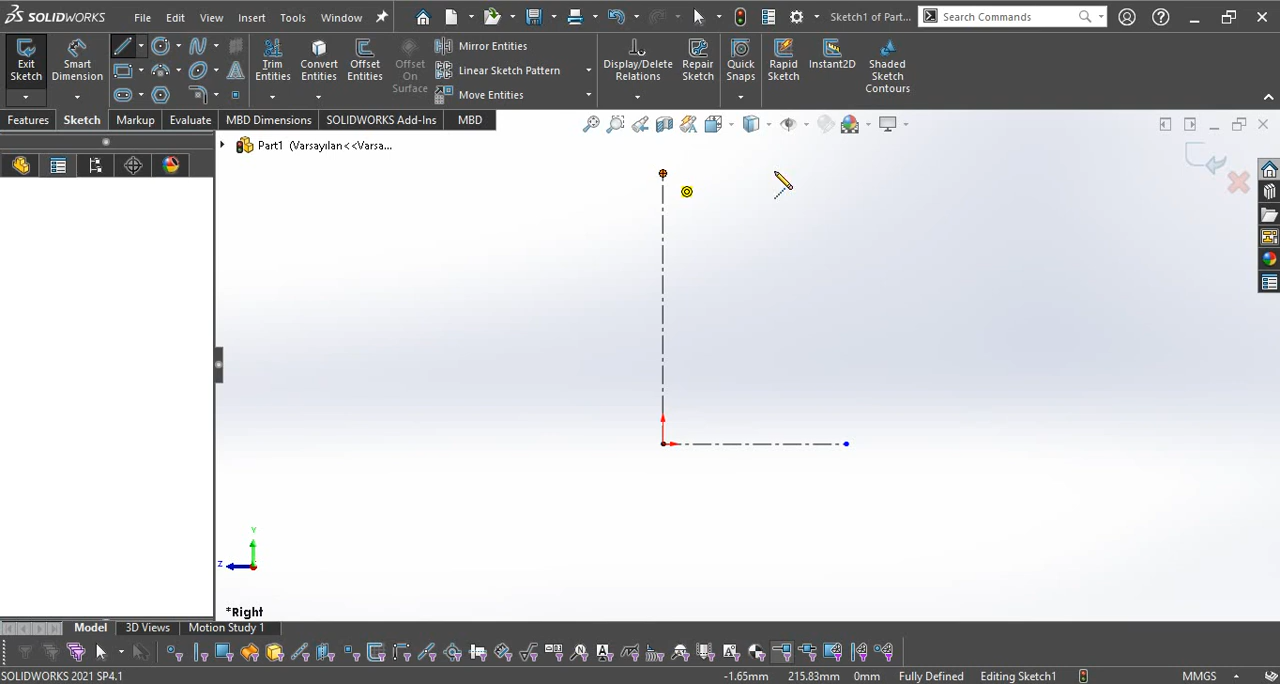 SOLIDWORKS File Edit View Insert Tools Window Sketch1 of Part... Search Commands
Exit Sketch
Smart Dimension
Trim Entities
Convert Entities
Offset Entities
Offset On Surface
Mirror Entities
Linear Sketch Pattern
Move Entities
Display/Delete Relations
Repair Sketch
Quick Snaps
Rapid Sketch
Instant2D
Shaded Sketch Contours
Features Sketch Markup Evaluate MBD Dimensions SOLIDWORKS Add-Ins MBD
Part1 (Varsayılan<<Varsa...
Y
Z
*Right
Model 3D Views Motion Study 1
SOLIDWORKS 2021 SP4.1 -1.65mm 215.83mm 0mm Fully Defined Editing Sketch1 MMGS